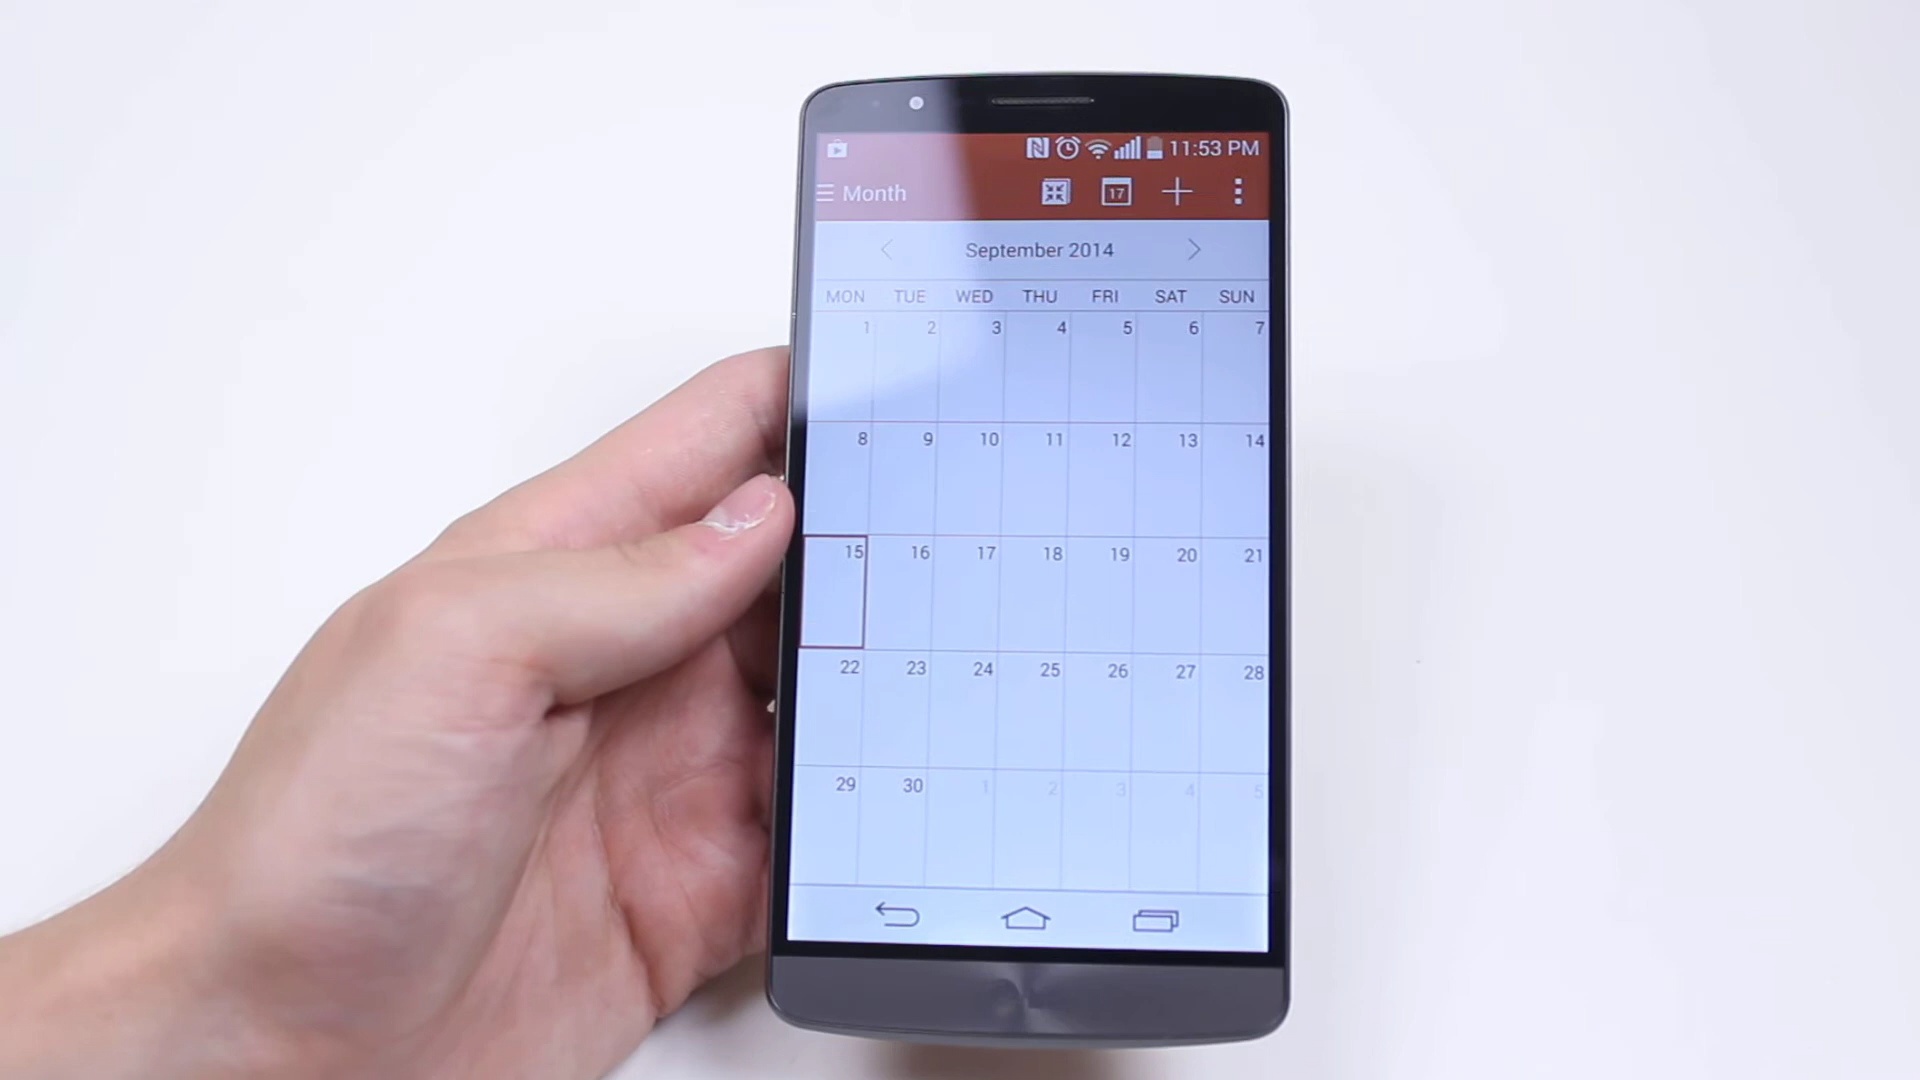 11:53 PM
Month 17
September 2014
MON TUE WED THU FRI SAT SUN
1 2 3 4 5 6 7
8 9 10 11 12 13 14
15 16 17 18 19 20 21
22 23 24 25 26 27 28
29 30 1 2 3 4 5